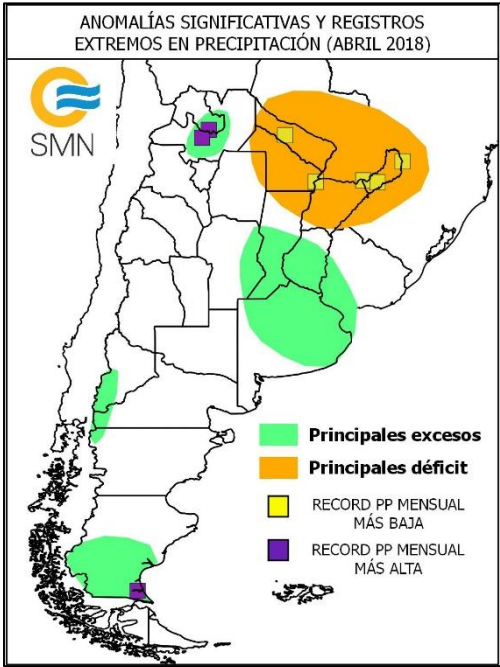 ANOMALÍAS SIGNIFICATIVAS Y REGISTROS
EXTREMOS EN PRECIPITACIÓN (ABRIL 2018)
SMN
Principales excesos
Principales déficit
RECORD PP MENSUAL
MÁS BAJA
RECORD PP MENSUAL
MÁS ALTA